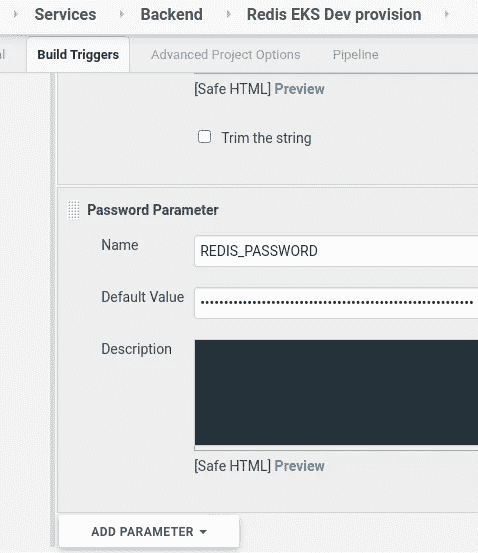 Services Backend Redis EKS Dev provision
Build Triggers Advanced Project Options Pipeline
[Safe HTML] Preview
Trim the string
Password Parameter
Name REDIS_PASSWORD
Default Value ••••••••••••••••••••••••••••••••••••••••••••••••••••••••••
Description
[Safe HTML] Preview
ADD PARAMETER